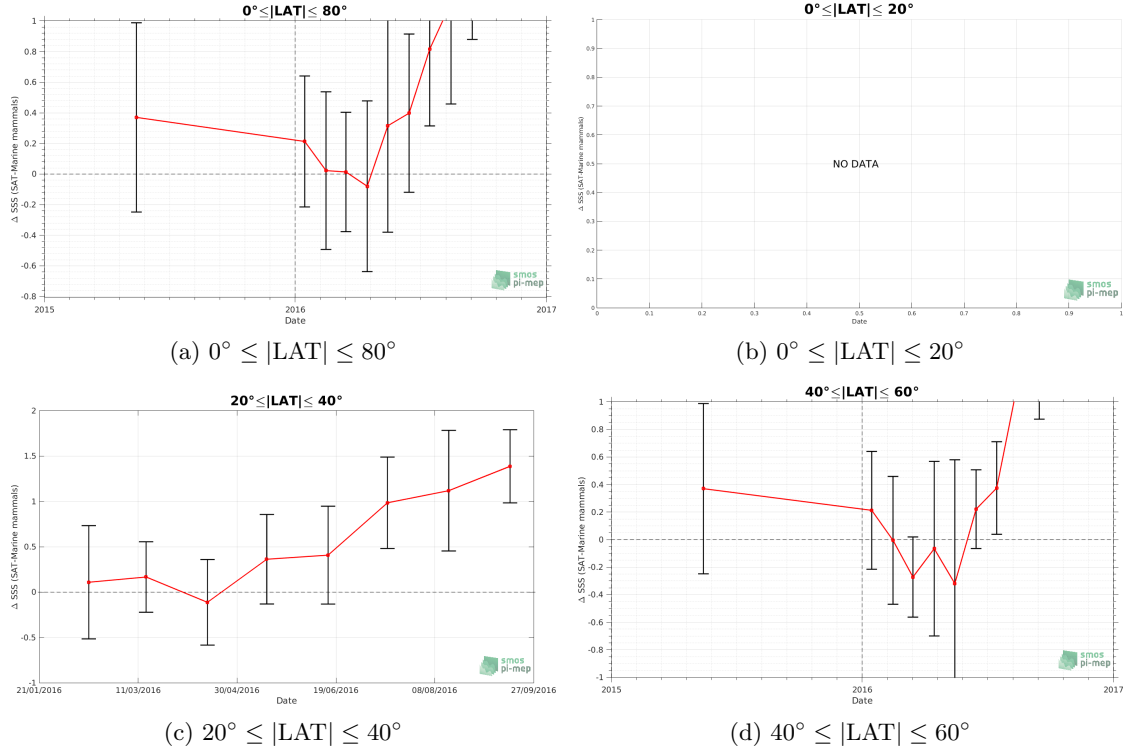 0°≤|LAT|≤ 80°
1
0.8
0.6
0.4
0.2
0
-0.2
-0.4
-0.6
-0.8
Δ SSS (SAT-Marine mammals)
2015
2016
2017
Date
smos
pi-mep
(a) 0° ≤ |LAT| ≤ 80°
0°≤|LAT|≤ 20°
1
0.9
0.8
0.7
0.6
0.5
0.4
0.3
0.2
0.1
0
Δ SSS (SAT-Marine mammals)
NO DATA
0
0.1
0.2
0.3
0.4
0.5
0.6
0.7
0.8
0.9
1
Date
smos
pi-mep
(b) 0° ≤ |LAT| ≤ 20°
20°≤|LAT|≤ 40°
2
1.5
1
0.5
0
-0.5
-1
Δ SSS (SAT-Marine mammals)
21/01/2016
11/03/2016
30/04/2016
19/06/2016
08/08/2016
27/09/2016
Date
smos
pi-mep
(c) 20° ≤ |LAT| ≤ 40°
40°≤|LAT|≤ 60°
1
0.8
0.6
0.4
0.2
0
-0.2
-0.4
-0.6
-0.8
-1
Δ SSS (SAT-Marine mammals)
2015
2016
2017
Date
smos
pi-mep
(d) 40° ≤ |LAT| ≤ 60°